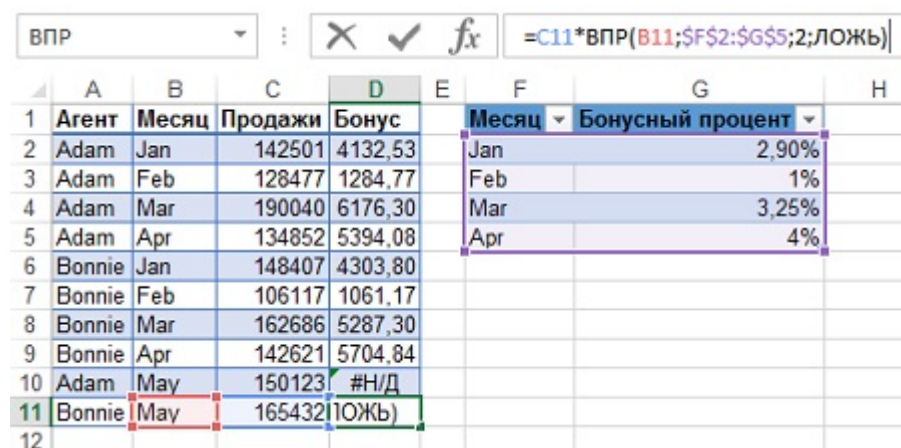 ВПР fx =C11*ВПР(B11;$F$2:$G$5;2;ЛОЖЬ)
A B C D E F G H
1 Агент Месяц Продажи Бонус Месяц Бонусный процент
2 Adam Jan 142501 4132,53 Jan 2,90%
3 Adam Feb 128477 1284,77 Feb 1%
4 Adam Mar 190040 6176,30 Mar 3,25%
5 Adam Apr 134852 5394,08 Apr 4%
6 Bonnie Jan 148407 4303,80
7 Bonnie Feb 106117 1061,17
8 Bonnie Mar 162686 5287,30
9 Bonnie Apr 142621 5704,84
10 Adam May 150123 #Н/Д
11 Bonnie May 165432 ЛОЖЬ)
12